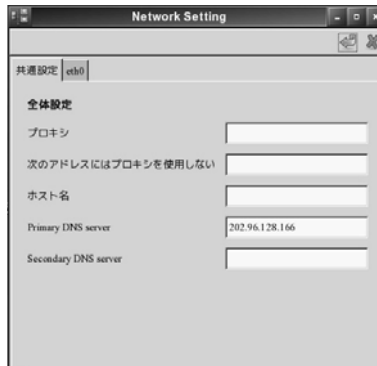 Network Setting
共通設定 eth0
全体設定
プロキシ
次のアドレスにはプロキシを使用しない
ホスト名
Primary DNS server 202.96.128.166
Secondary DNS server